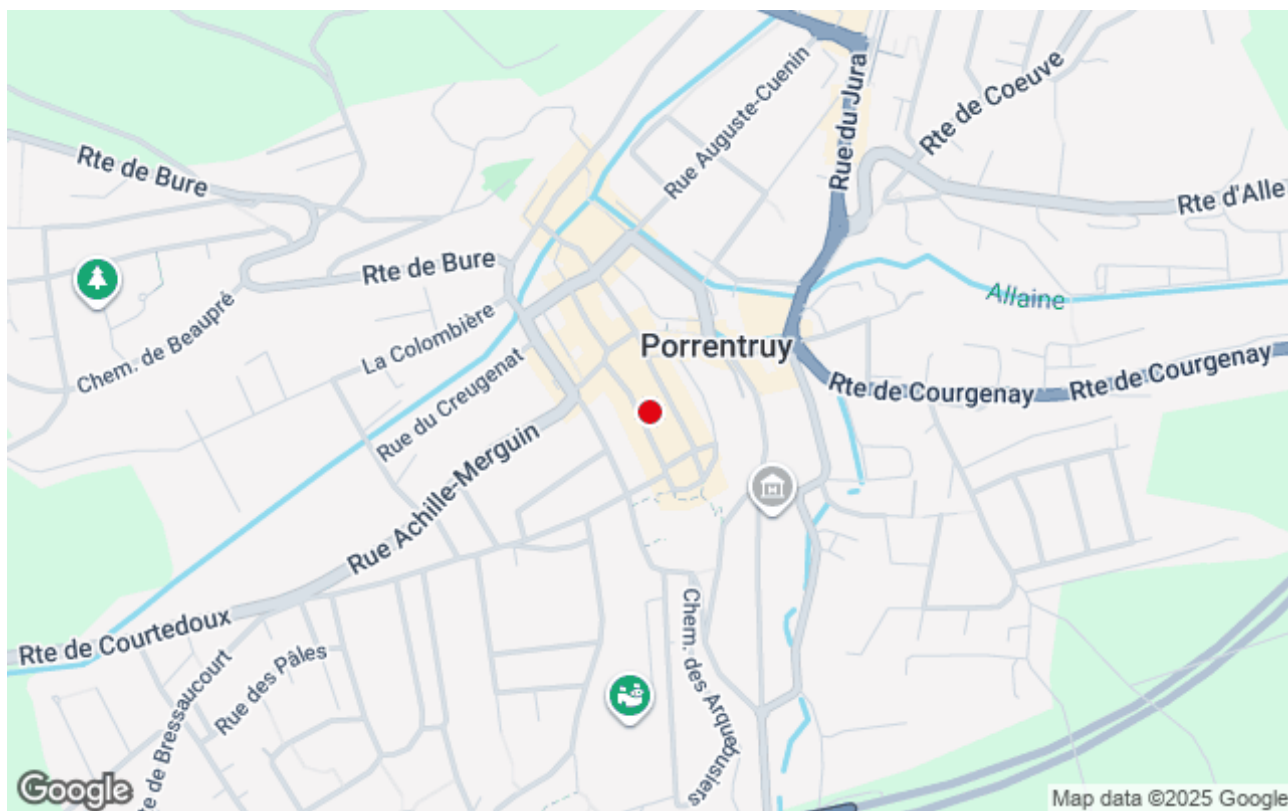 Rue Auguste-Cuenin
Rue du Jura
Rte de Coeuve
Rte de Bure
Rte d'Alle
Rte de Bure
Allaine
Chem. de Beaupré
La Colombière
Porrentruy
Rue du Creugenat
Rte de Courgenay
Rte de Courgenay
Rue Achille-Merguin
Rte de Courtedoux
Rue des Pâles
Chem. des Arquebusiers
e de Bressaucourt
Google
Map data ©2025 Google